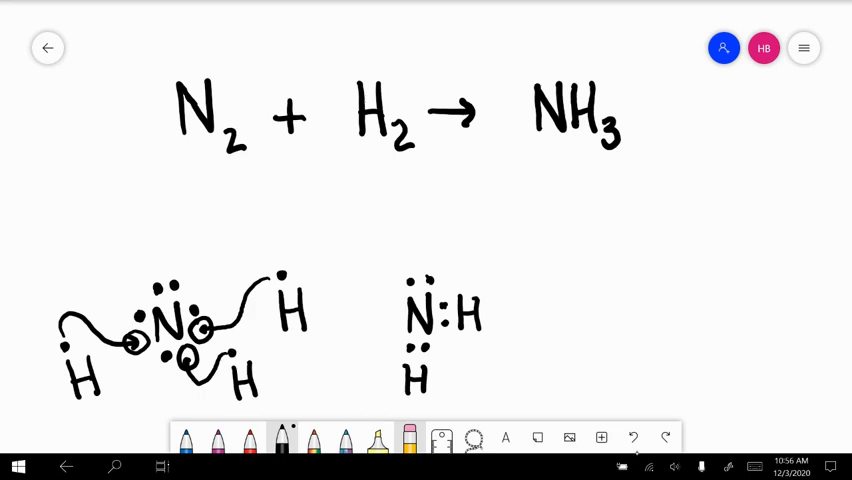 HB
N₂ + H₂ → NH₃
N H
H H
N:H
H
A
10:56 AM
12/3/2020